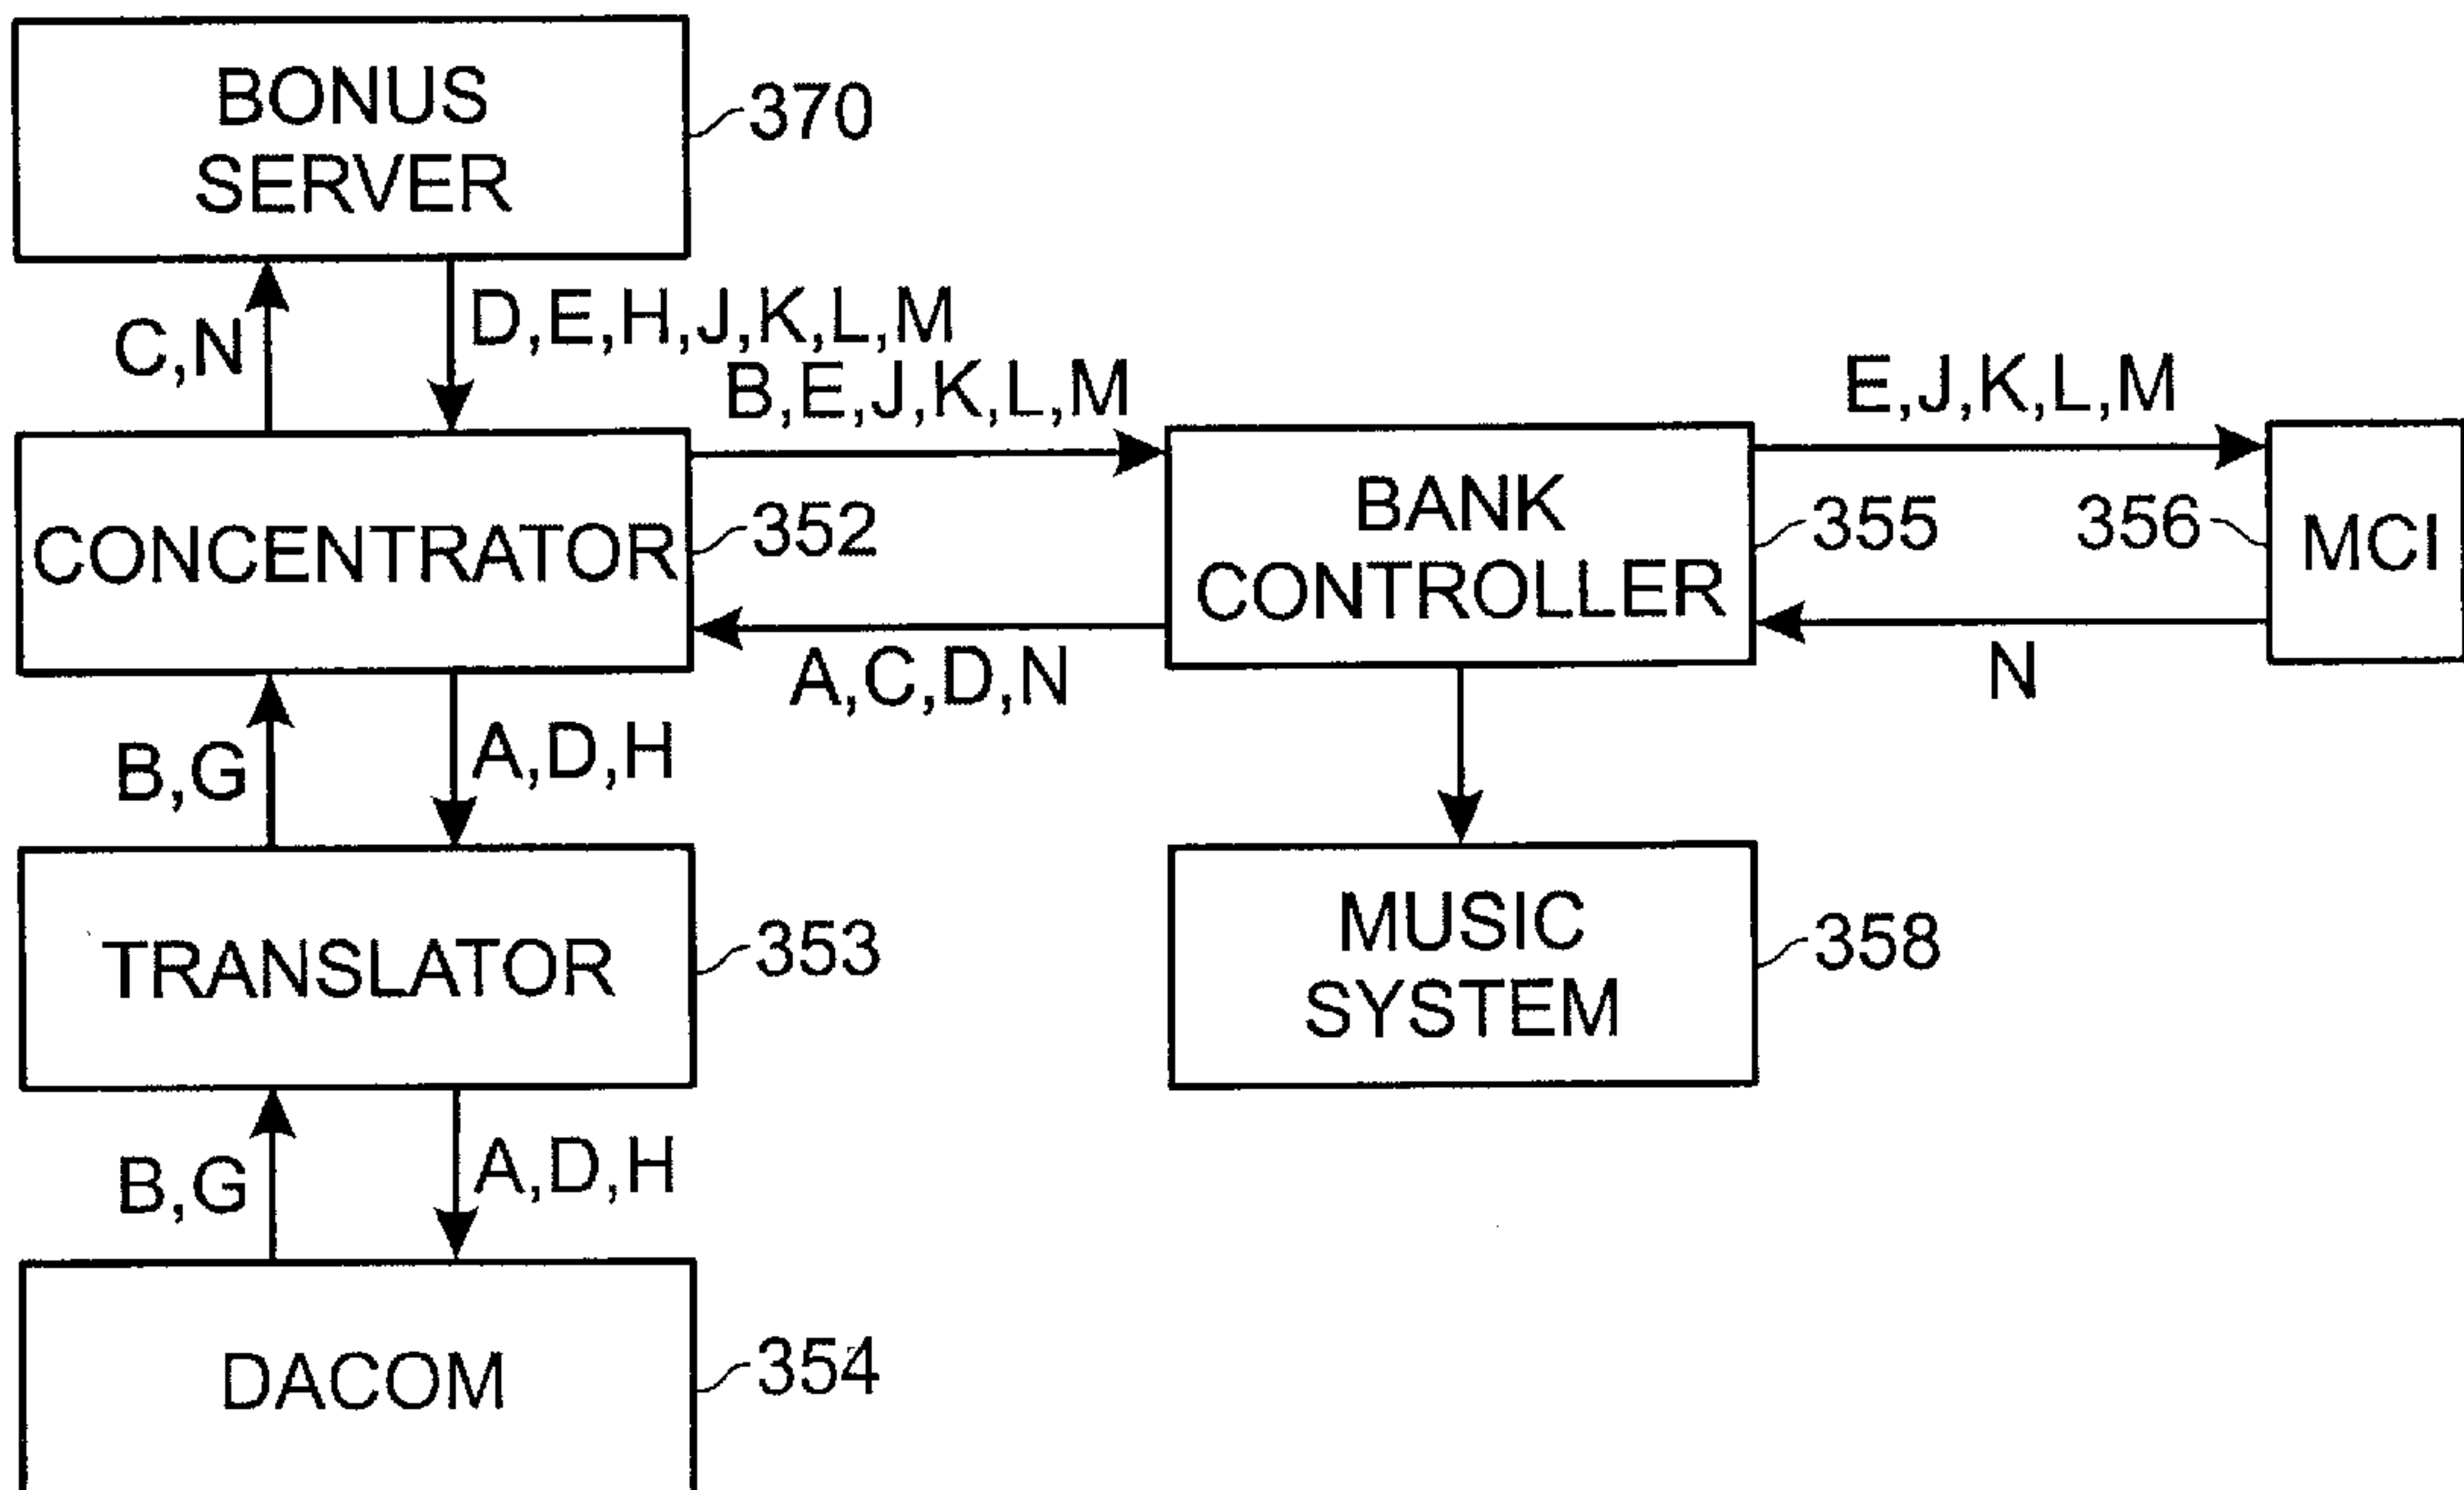 BONUS
SERVER
370
C,N
D,E,H,J,K,L,M
B,E,J,K,L,M
E,J,K,L,M
CONCENTRATOR
352
BANK
CONTROLLER
355
356
MCI
A,C,D,N
N
B,G
A,D,H
TRANSLATOR
353
MUSIC
SYSTEM
358
B,G
A,D,H
DACOM
354